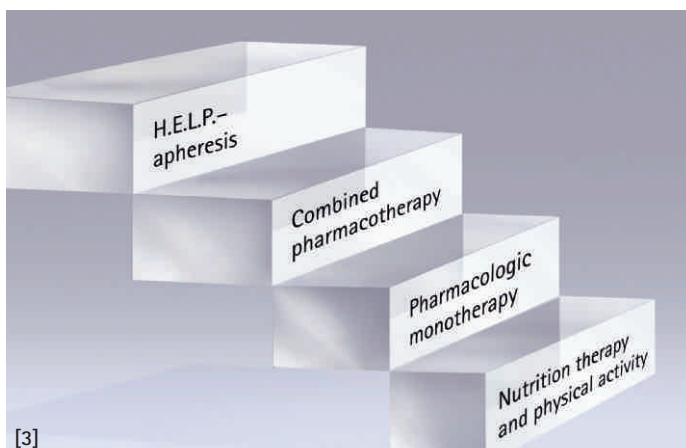 H.E.L.P.–
apheresis
Combined
pharmacotherapy
Pharmacologic
monotherapy
Nutrition therapy
and physical activity
[3]